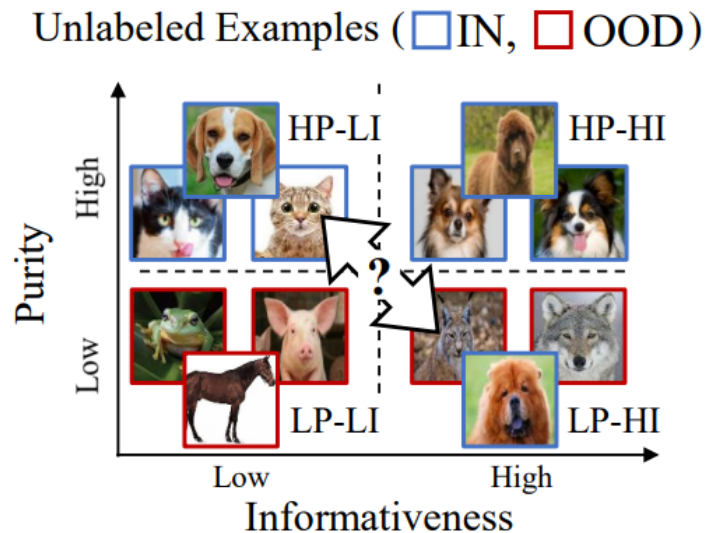 Unlabeled Examples ( IN, OOD )
HP-LI
HP-HI
High
?
Purity
Low
LP-LI
LP-HI
Low
High
Informativeness